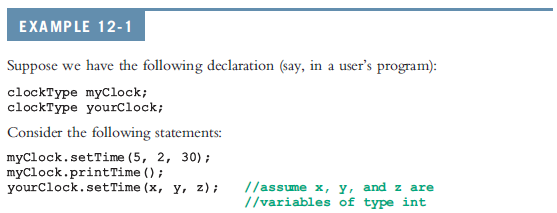 EXAMPLE 12-1
Suppose we have the following declaration (say, in a user's program):
clockType myClock;
clockType yourClock;
Consider the following statements:
myClock.setTime(5, 2, 30);
myClock.printTime();
yourClock.setTime(x, y, z); //assume x, y, and z are
//variables of type int